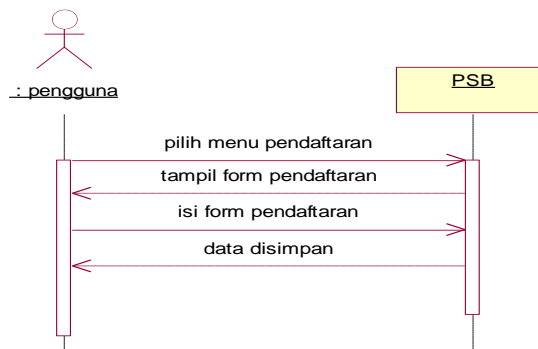 : pengguna
PSB
pilih menu pendaftaran
tampil form pendaftaran
isi form pendaftaran
data disimpan